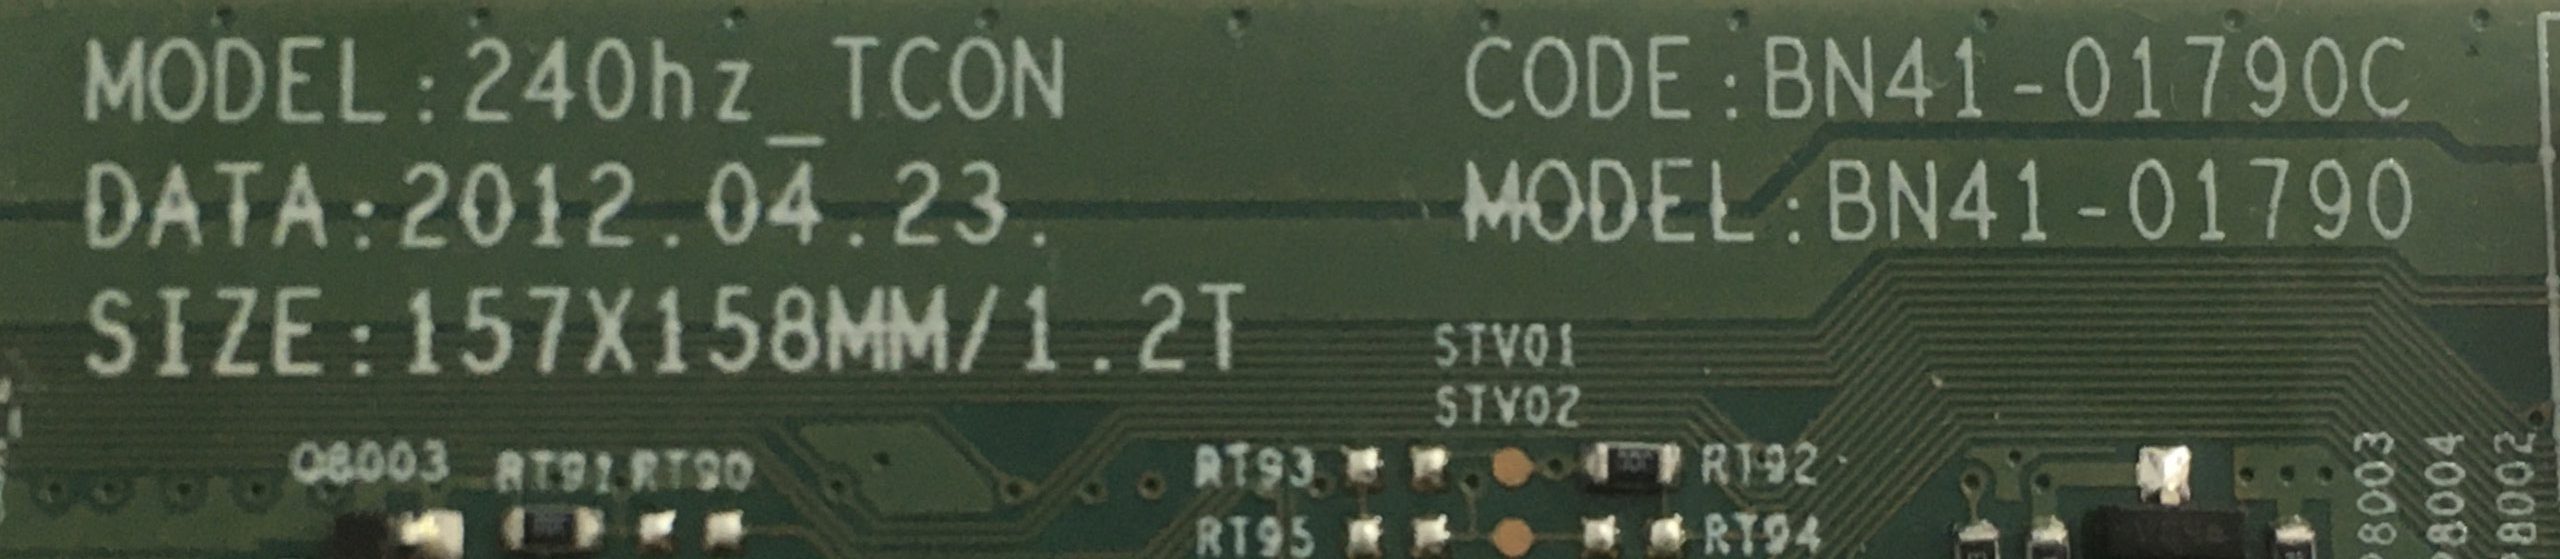 MODEL:240hz_TCON
DATA:2012.04.23.
SIZE:157X158MM/1.2T
CODE:BN41-01790C
MODEL:BN41-01790
STV01
STV02
Q8003 RT91 RT90
RT93 RT92
RT95 RT94